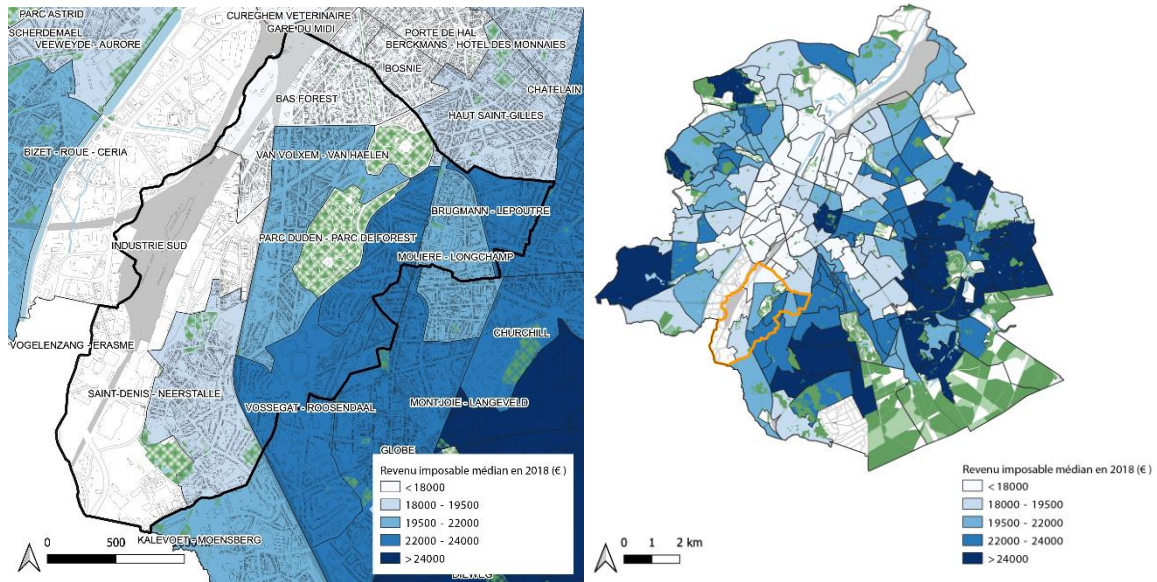 PARC ASTRID
CUREGHEM VETERINAIRE
GARE DU MIDI
SCHERDEMAEL
VEEWEYDE - AURORE
PORTE DE HAL
BERCKMANS - HOTEL DES MONNAIES
BOSNIE
CHATELAIN
BAS FOREST
HAUT SAINT-GILLES
BIZET - ROUE - CERIA
VAN VOLXEM - VAN HAELEN
BRUGMANN - LEPOUTRE
PARC DUDEN - PARC DE FOREST
INDUSTRIE SUD
MOLIERE - LONGCHAMP
CHURCHILL
VOGELENZANG - ERASME
SAINT-DENIS - NEERSTALLE
VOSSEGAT - ROOSENDAAL
MONTJOIE - LANGEVELD
GLOBE
KALEVOET - MOENSBERG
DIEWEG
0 500
Revenu imposable médian en 2018 (€ )
< 18000
18000 - 19500
19500 - 22000
22000 - 24000
> 24000
0 1 2 km
Revenu imposable médian en 2018 (€ )
< 18000
18000 - 19500
19500 - 22000
22000 - 24000
> 24000